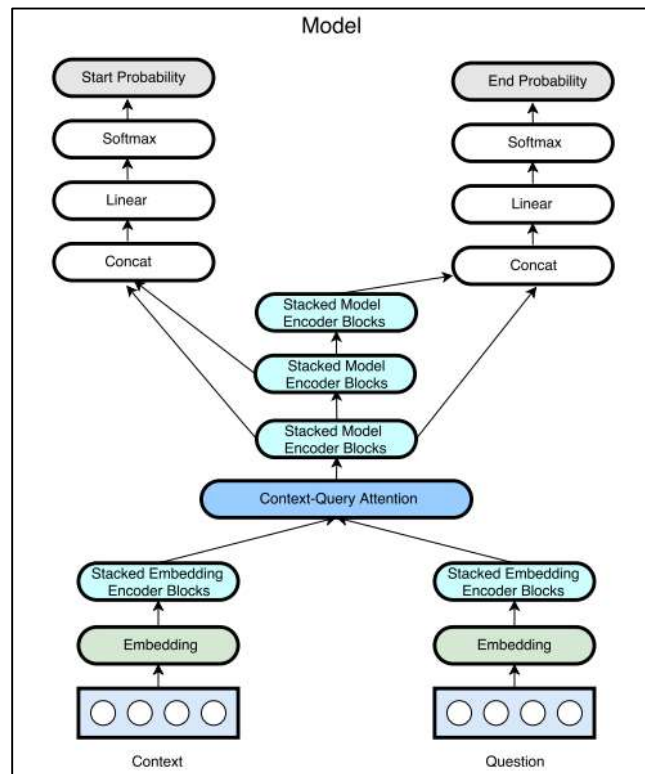 Model
Start Probability
End Probability
Softmax
Softmax
Linear
Linear
Concat
Concat
Stacked Model
Encoder Blocks
Stacked Model
Encoder Blocks
Stacked Model
Encoder Blocks
Context-Query Attention
Stacked Embedding
Encoder Blocks
Stacked Embedding
Encoder Blocks
Embedding
Embedding
Context
Question